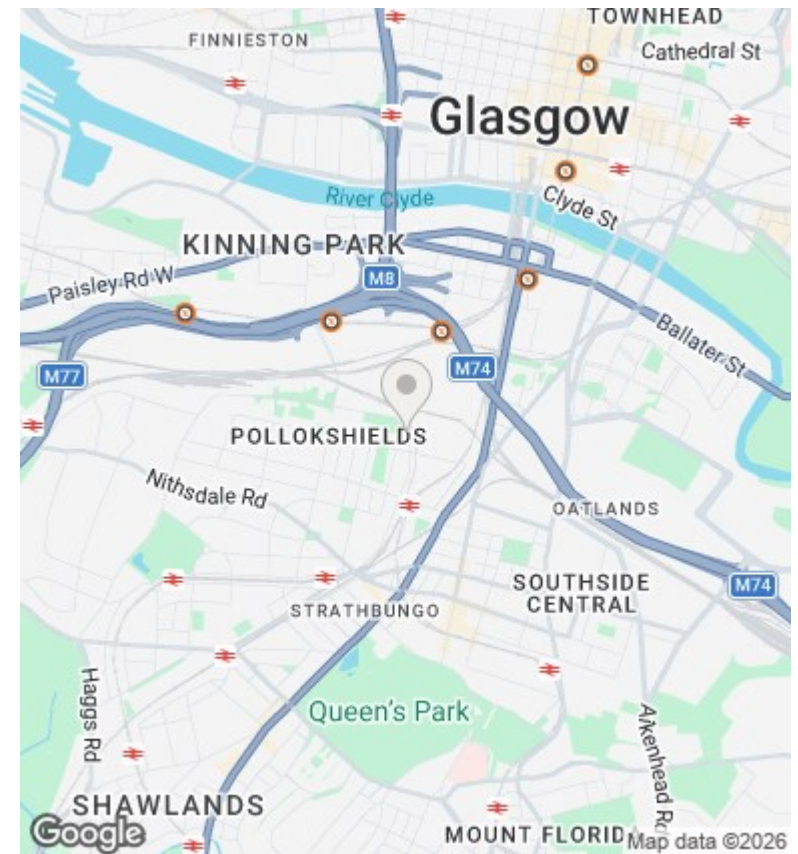 TOWNHEAD
FINNIESTON
Cathedral St
Glasgow
River Clyde
Clyde St
KINNING PARK
M8
Paisley Rd W
Ballater St
M74
M77
POLLOKSHIELDS
Nithsdale Rd
OATLANDS
SOUTHSIDE
CENTRAL
M74
STRATHBUNGO
Haggs Rd
Queen's Park
Aikenhead Rd
SHAWLANDS
Google
MOUNT FLORID
Map data ©2026